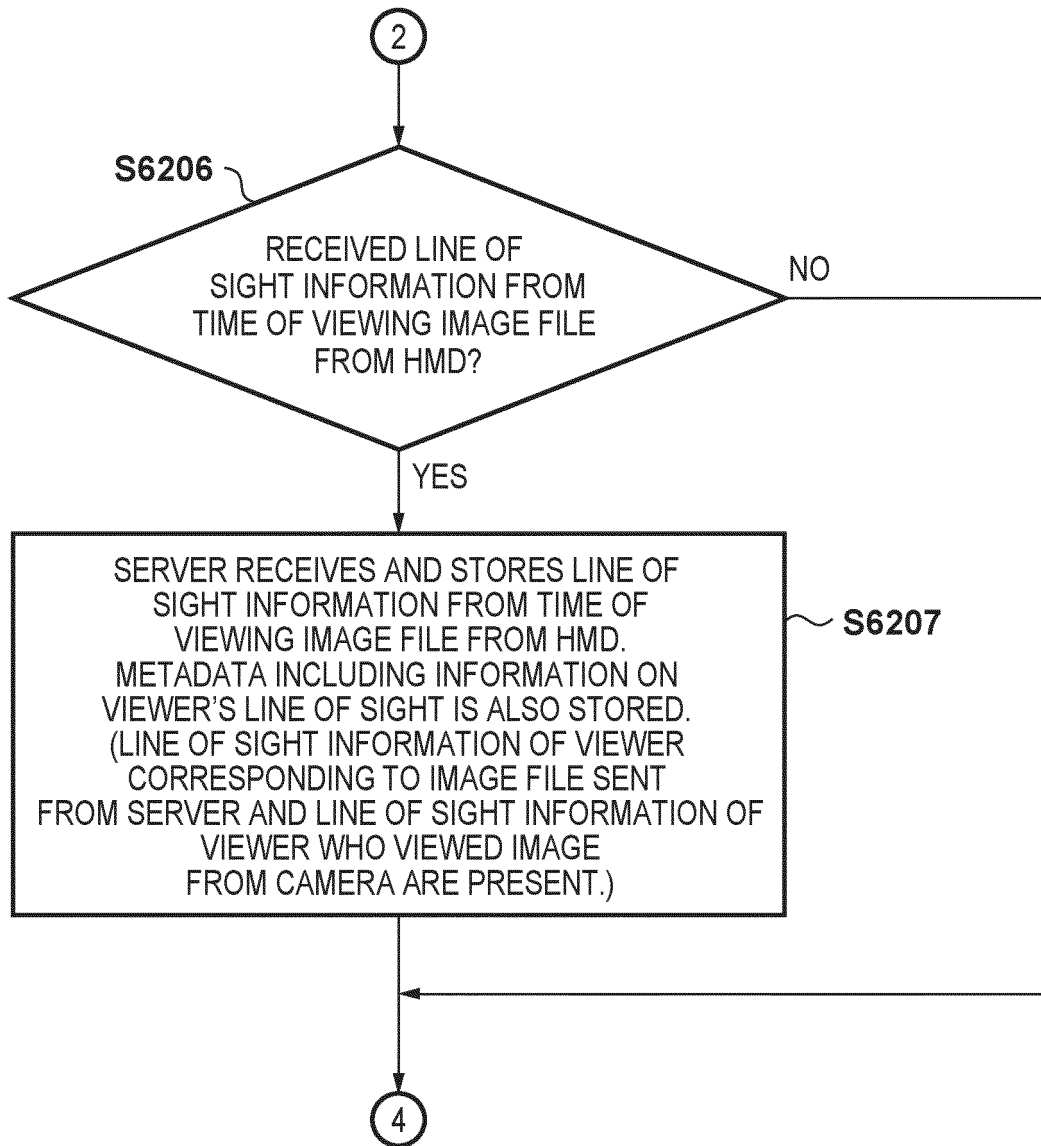 2
S6206
RECEIVED LINE OF
SIGHT INFORMATION FROM
TIME OF VIEWING IMAGE FILE
FROM HMD?
NO
YES
SERVER RECEIVES AND STORES LINE OF
SIGHT INFORMATION FROM TIME OF
VIEWING IMAGE FILE FROM HMD.
METADATA INCLUDING INFORMATION ON
VIEWER'S LINE OF SIGHT IS ALSO STORED.
(LINE OF SIGHT INFORMATION OF VIEWER
CORRESPONDING TO IMAGE FILE SENT
FROM SERVER AND LINE OF SIGHT INFORMATION OF
VIEWER WHO VIEWED IMAGE
FROM CAMERA ARE PRESENT.)
S6207
4